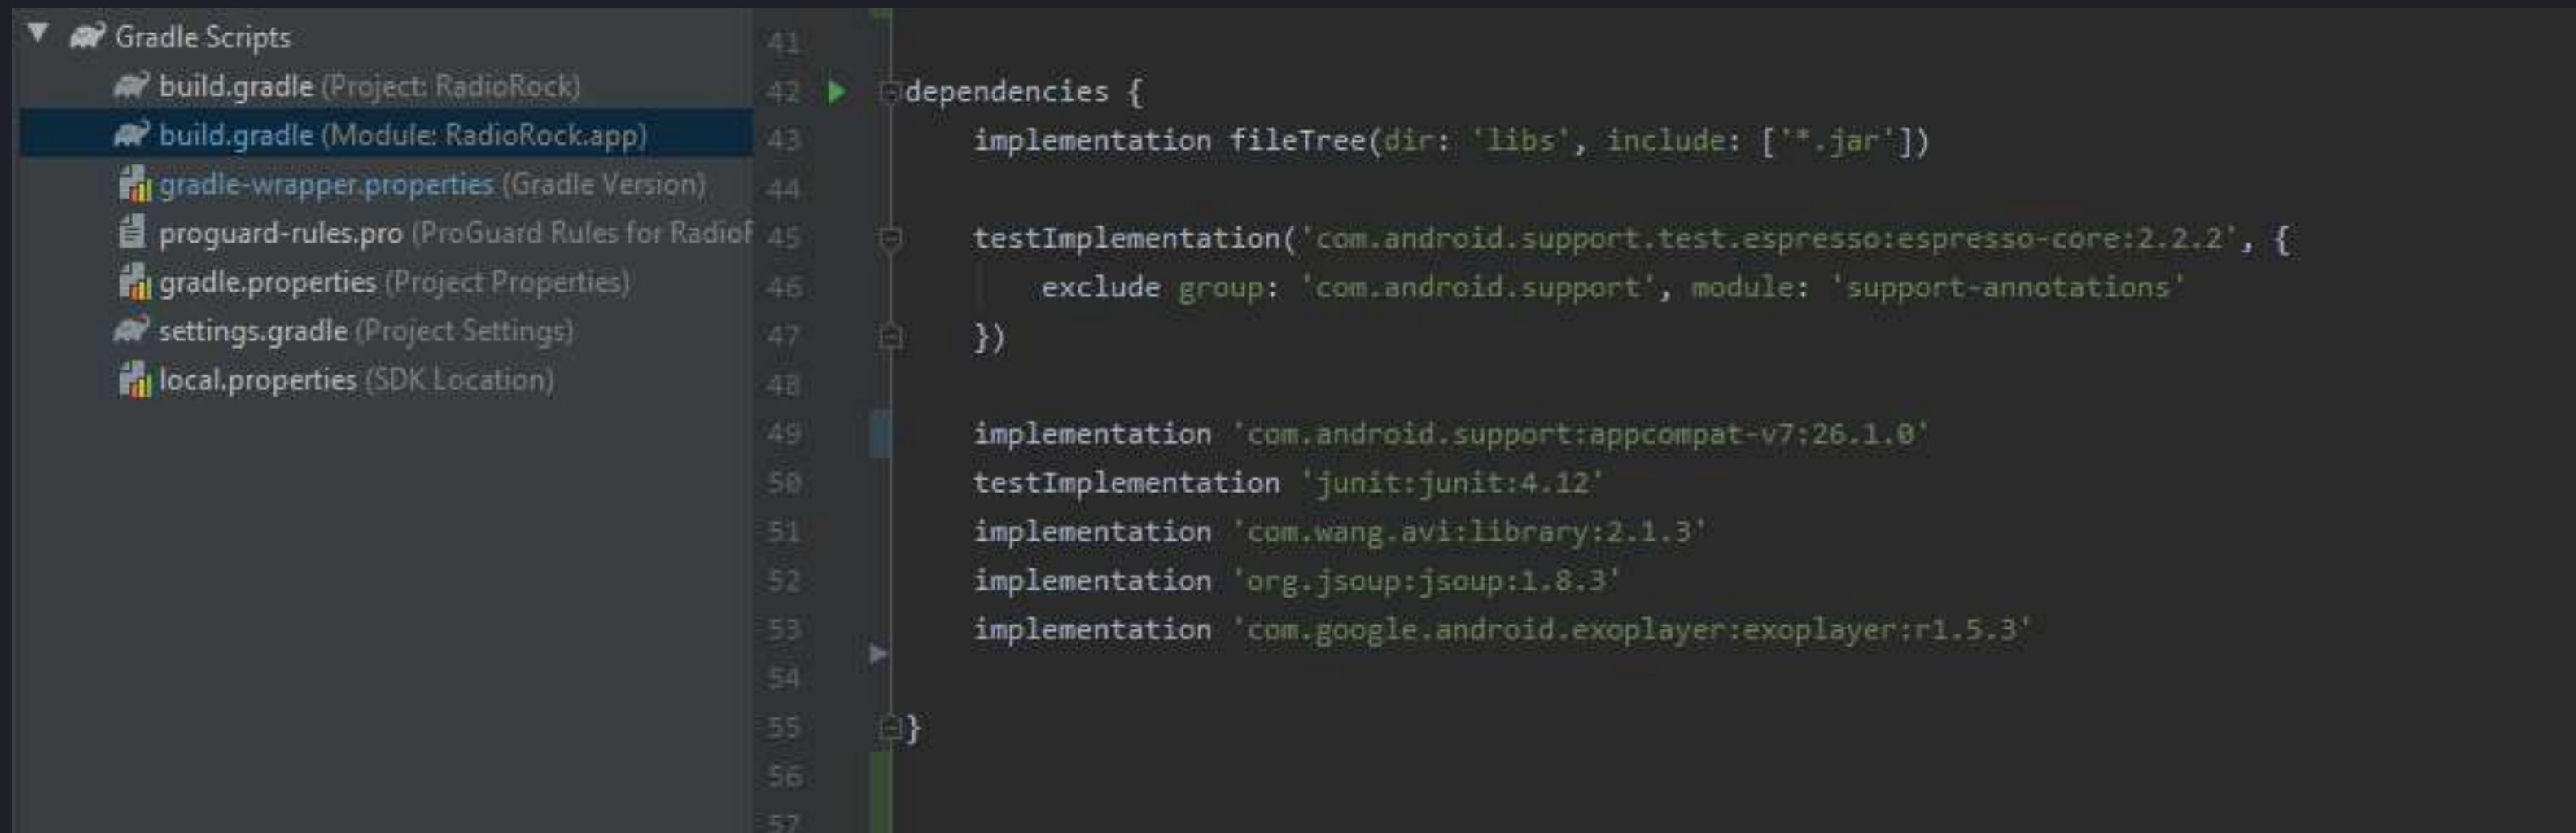 Gradle Scripts
build.gradle (Project: RadioRock)
build.gradle (Module: RadioRock.app)
gradle-wrapper.properties (Gradle Version)
proguard-rules.pro (ProGuard Rules for Radio
gradle.properties (Project Properties)
settings.gradle (Project Settings)
local.properties (SDK Location)
41
42 dependencies {
43 implementation fileTree(dir: 'libs', include: ['*.jar'])
44
45 testImplementation('com.android.support.test.espresso:espresso-core:2.2.2', {
46 exclude group: 'com.android.support', module: 'support-annotations'
47 })
48
49 implementation 'com.android.support:appcompat-v7:26.1.0'
50 testImplementation 'junit:junit:4.12'
51 implementation 'com.wang.avi:library:2.1.3'
52 implementation 'org.jsoup:jsoup:1.8.3'
53 implementation 'com.google.android.exoplayer:exoplayer:r1.5.3'
54
55 }
56
57